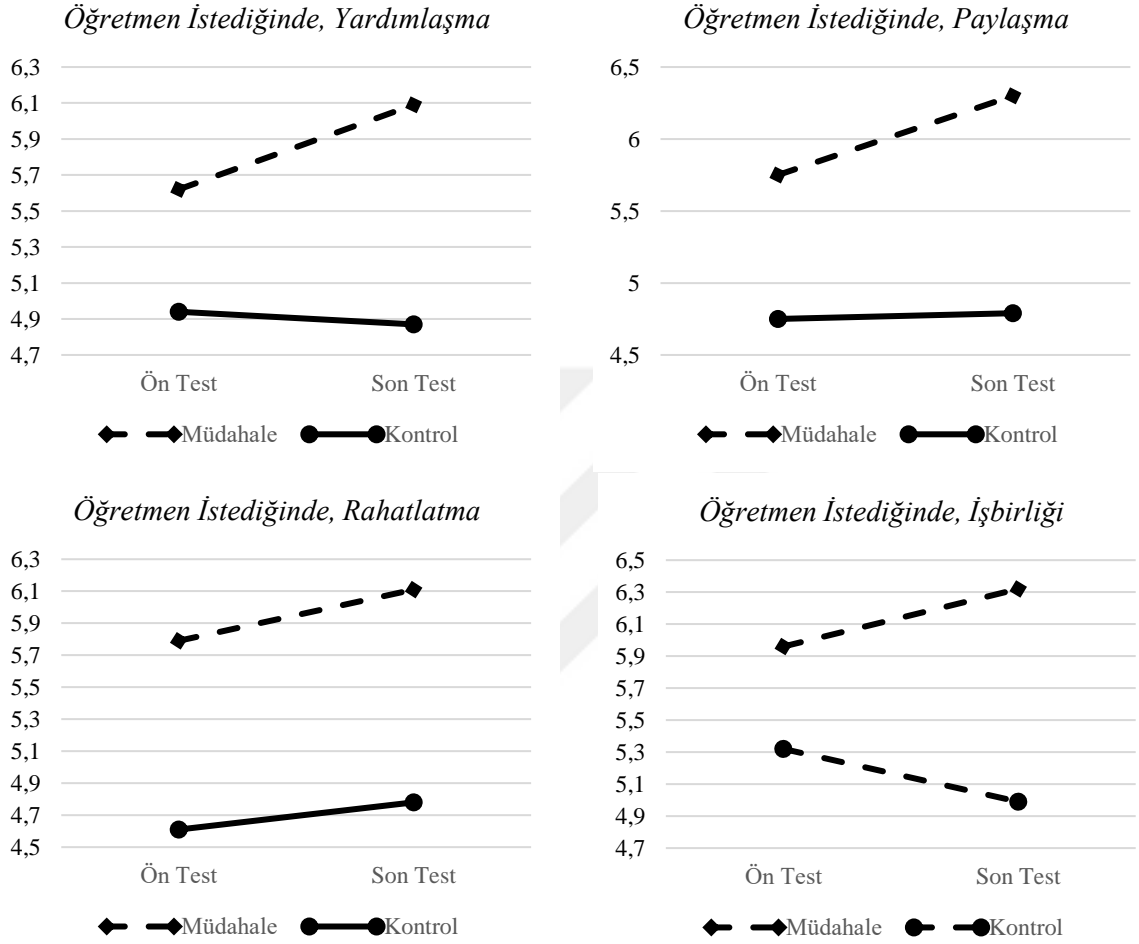 Öğretmen İstediğinde, Yardımlaşma
6,3
6,1
5,9
5,7
5,5
5,3
5,1
4,9
4,7
Ön Test Son Test
Müdahale Kontrol
Öğretmen İstediğinde, Paylaşma
6,5
6
5,5
5
4,5
Ön Test Son Test
Müdahale Kontrol
Öğretmen İstediğinde, Rahatlatma
6,3
6,1
5,9
5,7
5,5
5,3
5,1
4,9
4,7
4,5
Ön Test Son Test
Müdahale Kontrol
Öğretmen İstediğinde, İşbirliği
6,5
6,3
6,1
5,9
5,7
5,5
5,3
5,1
4,9
4,7
Ön Test Son Test
Müdahale Kontrol